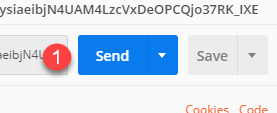 ysiaeibjN4UAM4LzcVxDeOPCQjo37RK_IXE
aeibjN4U 1 Send Save
Cookies Code